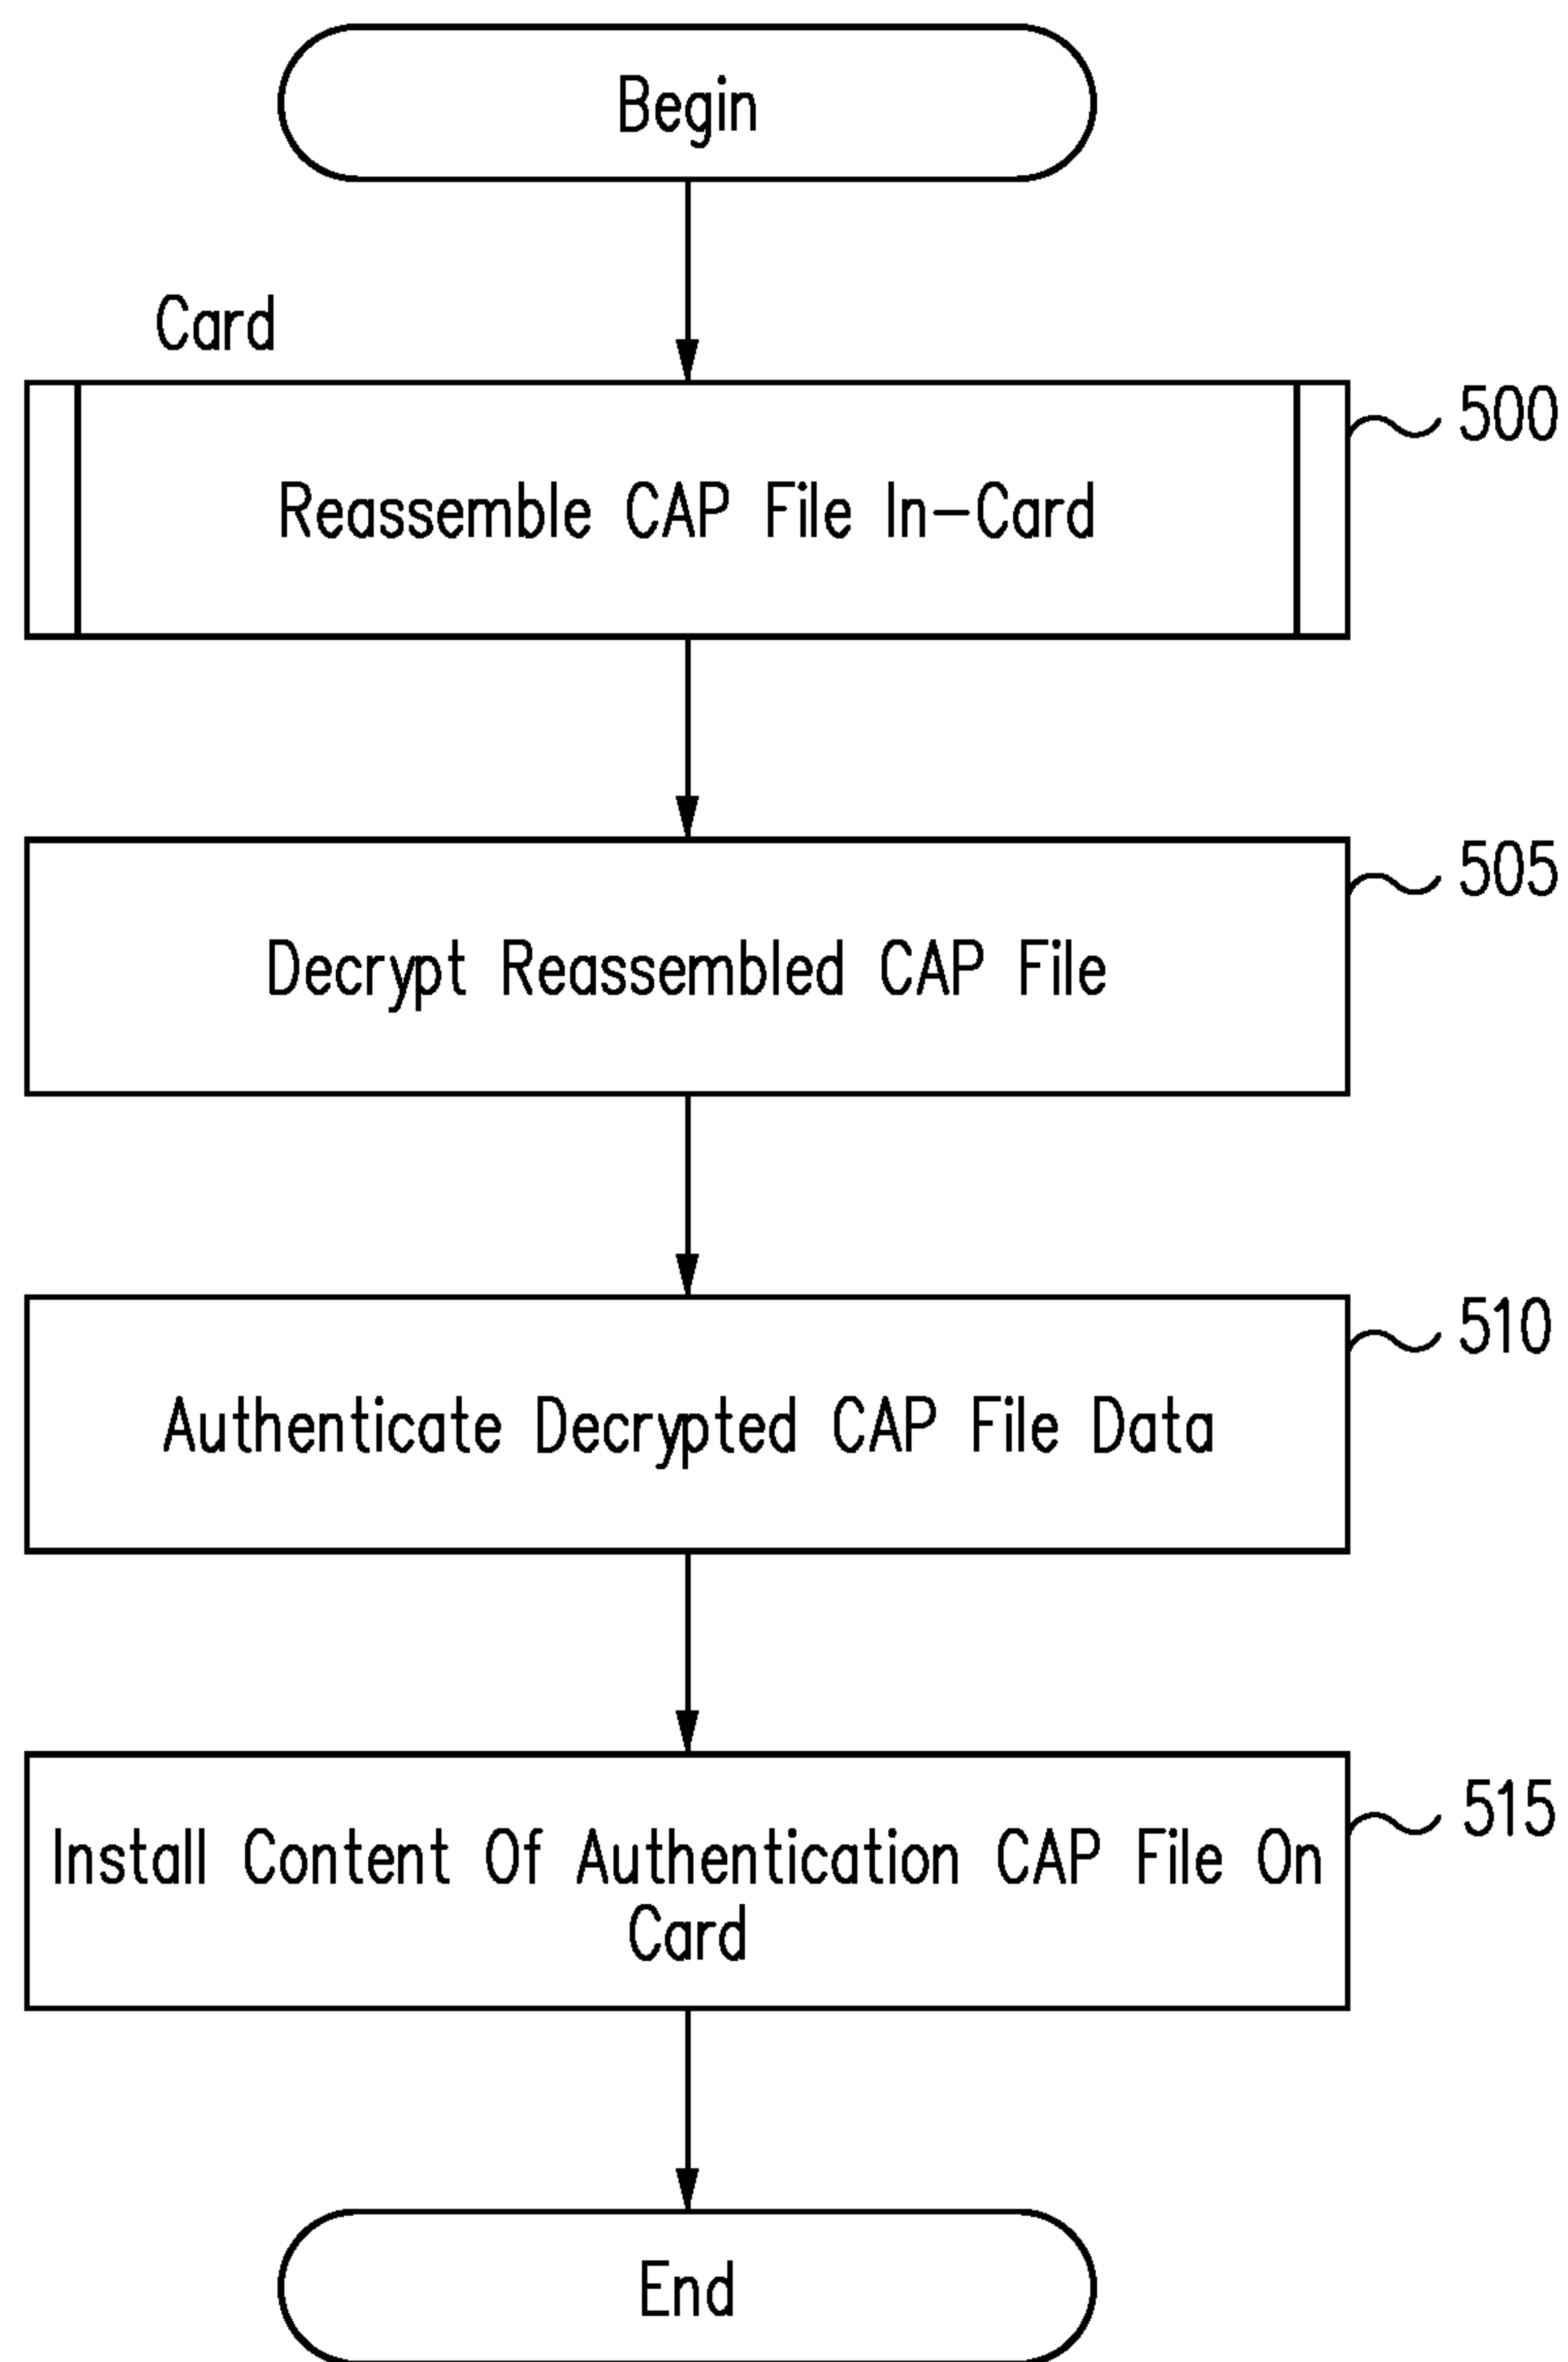 Begin
Card
500
Reassemble CAP File In-Card
505
Decrypt Reassembled CAP File
510
Authenticate Decrypted CAP File Data
515
Install Content Of Authentication CAP File On
Card
End